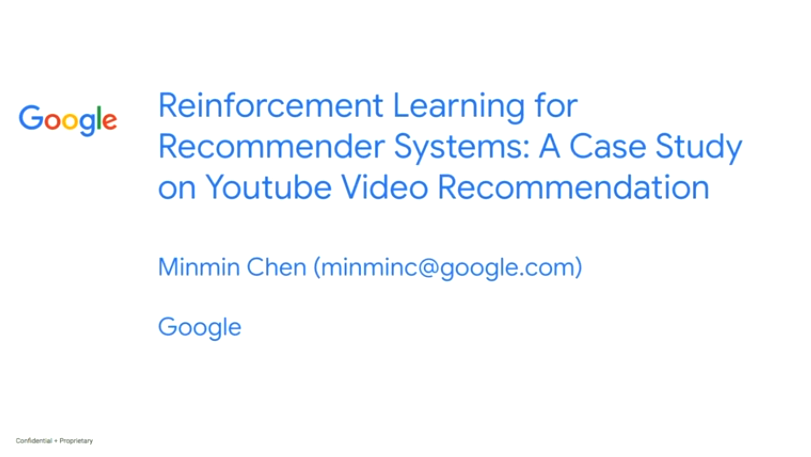 Google
Reinforcement Learning for
Recommender Systems: A Case Study
on Youtube Video Recommendation
Minmin Chen (minminc@google.com)
Google
Confidential + Proprietary